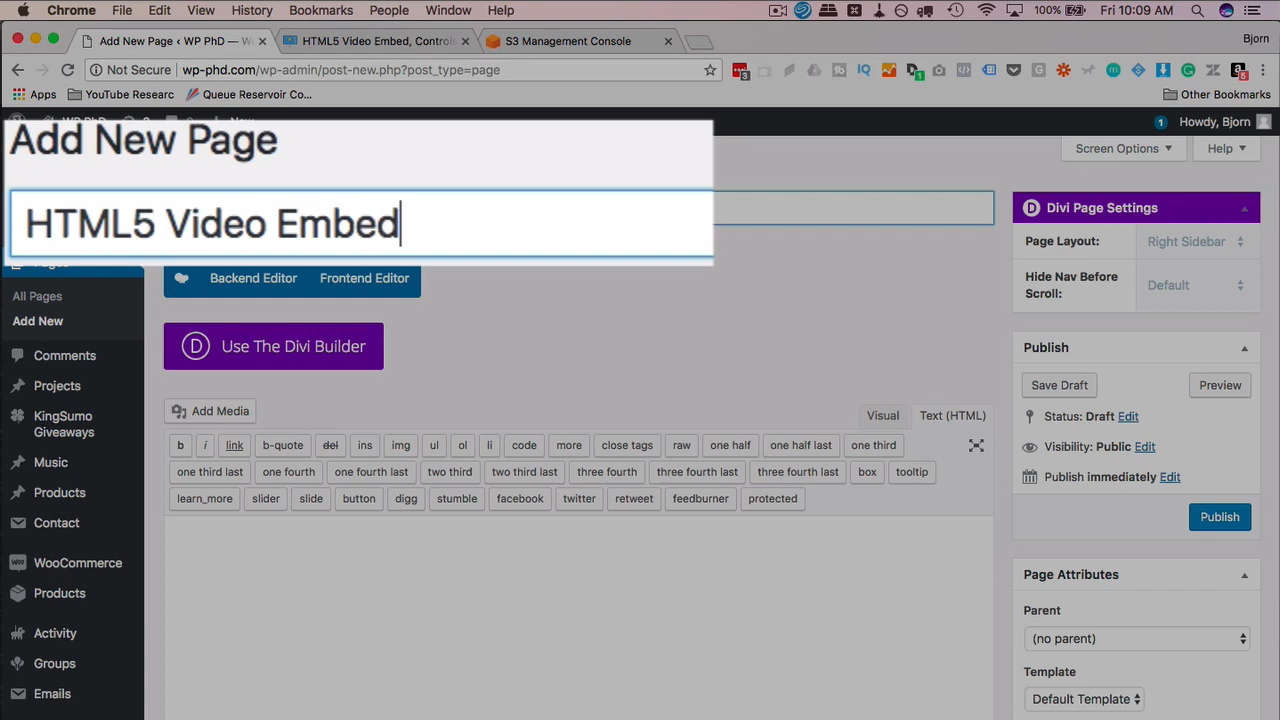 Chrome File Edit View History Bookmarks People Window Help 100% Fri 10:09 AM
Add New Page ‹ WP PhD — W HTML5 Video Embed, Controls S3 Management Console Bjorn
Not Secure wp-phd.com/wp-admin/post-new.php?post_type=page
Apps YouTube Researc Queue Reservoir Co... Other Bookmarks
1 Howdy, Bjorn
Screen Options Help
Add New Page
HTML5 Video Embed
Backend Editor Frontend Editor
Use The Divi Builder
Add Media Visual Text (HTML)
b i link b-quote del ins img ul ol li code more close tags raw one half one half last one third
one third last one fourth one fourth last two third two third last three fourth three fourth last three fourth last box tooltip
learn_more slider slide button digg stumble facebook twitter retweet feedburner protected
All Pages
Add New
Comments
Projects
KingSumo
Giveaways
Music
Products
Contact
WooCommerce
Products
Activity
Groups
Emails
Divi Page Settings
Page Layout: Right Sidebar
Hide Nav Before
Scroll: Default
Publish
Save Draft Preview
Status: Draft Edit
Visibility: Public Edit
Publish immediately Edit
Publish
Page Attributes
Parent
(no parent)
Template
Default Template